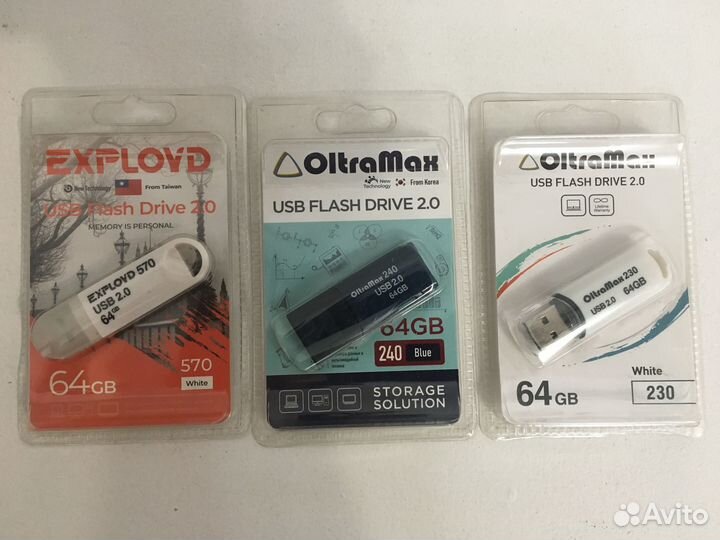 EXPLOYD
New Technology
From Taiwan
USB Flash Drive 2.0
MEMORY IS PERSONAL
EXPLOYD 570
USB 2.0
64GB
64GB
570
White
OltraMax
New Technology
From Korea
USB FLASH DRIVE 2.0
OltraMax 240
USB 2.0
64GB
64GB
240 Blue
STORAGE
SOLUTION
OltraMax
USB FLASH DRIVE 2.0
Lifetime
Warranty
OltraMax 230
USB 2.0 64GB
64GB
White
230
Avito